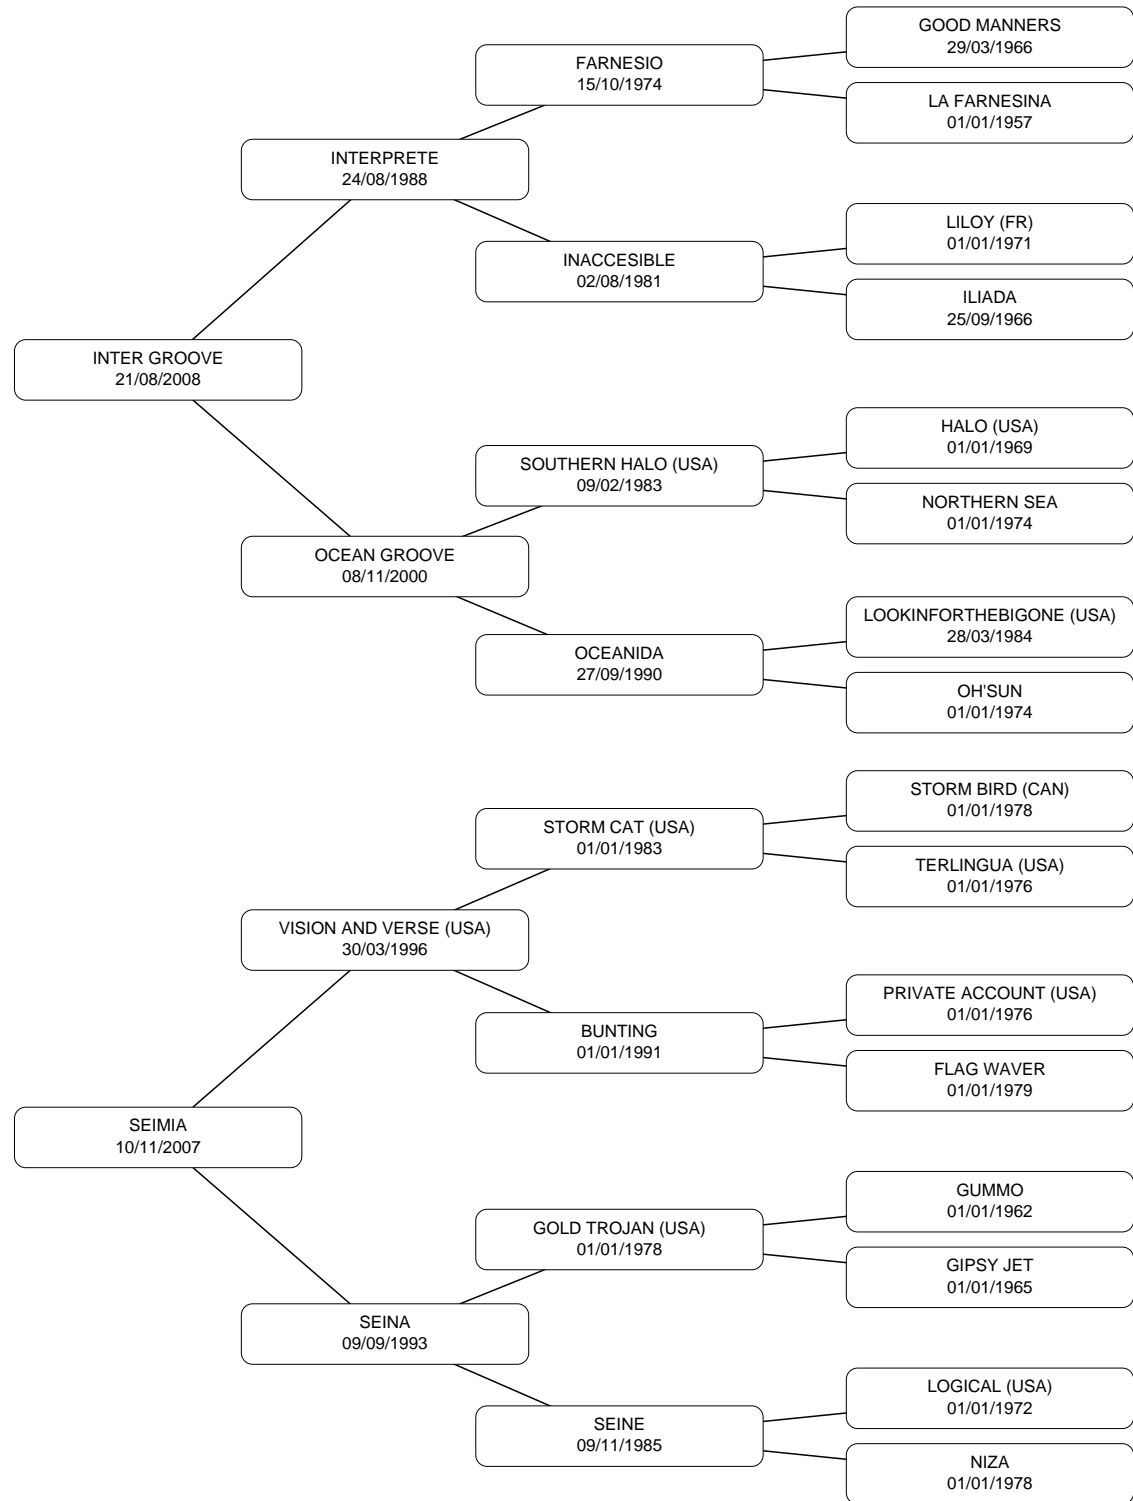 GOOD MANNERS
29/03/1966
FARNESIO
15/10/1974
LA FARNESINA
01/01/1957
INTERPRETE
24/08/1988
LILOY (FR)
01/01/1971
INACCESIBLE
02/08/1981
ILIADA
25/09/1966
INTER GROOVE
21/08/2008
HALO (USA)
01/01/1969
SOUTHERN HALO (USA)
09/02/1983
NORTHERN SEA
01/01/1974
OCEAN GROOVE
08/11/2000
LOOKINFORTHEBIGONE (USA)
28/03/1984
OCEANIDA
27/09/1990
OH'SUN
01/01/1974
STORM BIRD (CAN)
01/01/1978
STORM CAT (USA)
01/01/1983
TERLINGUA (USA)
01/01/1976
VISION AND VERSE (USA)
30/03/1996
PRIVATE ACCOUNT (USA)
01/01/1976
BUNTING
01/01/1991
FLAG WAVER
01/01/1979
SEIMIA
10/11/2007
GUMMO
01/01/1962
GOLD TROJAN (USA)
01/01/1978
GIPSY JET
01/01/1965
SEINA
09/09/1993
LOGICAL (USA)
01/01/1972
SEINE
09/11/1985
NIZA
01/01/1978